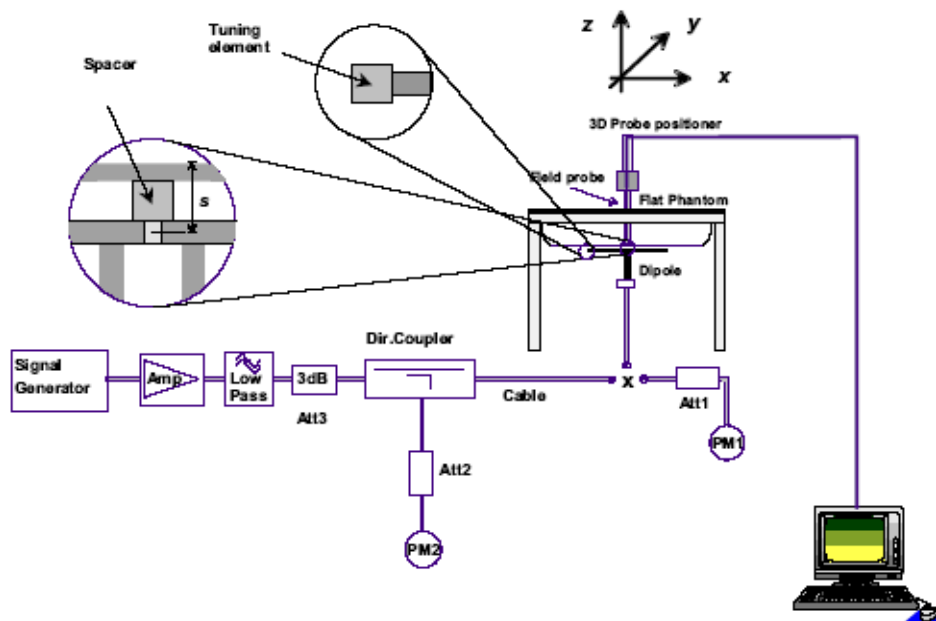 Tuning
element
Spacer
z
y
x
3D Probe positioner
Field probe
s
Flat Phantom
Dipole
Dir.Coupler
Signal
Generator
Amp
Low
Pass
3dB
Att3
Cable
x
Att1
PM1
Att2
PM2